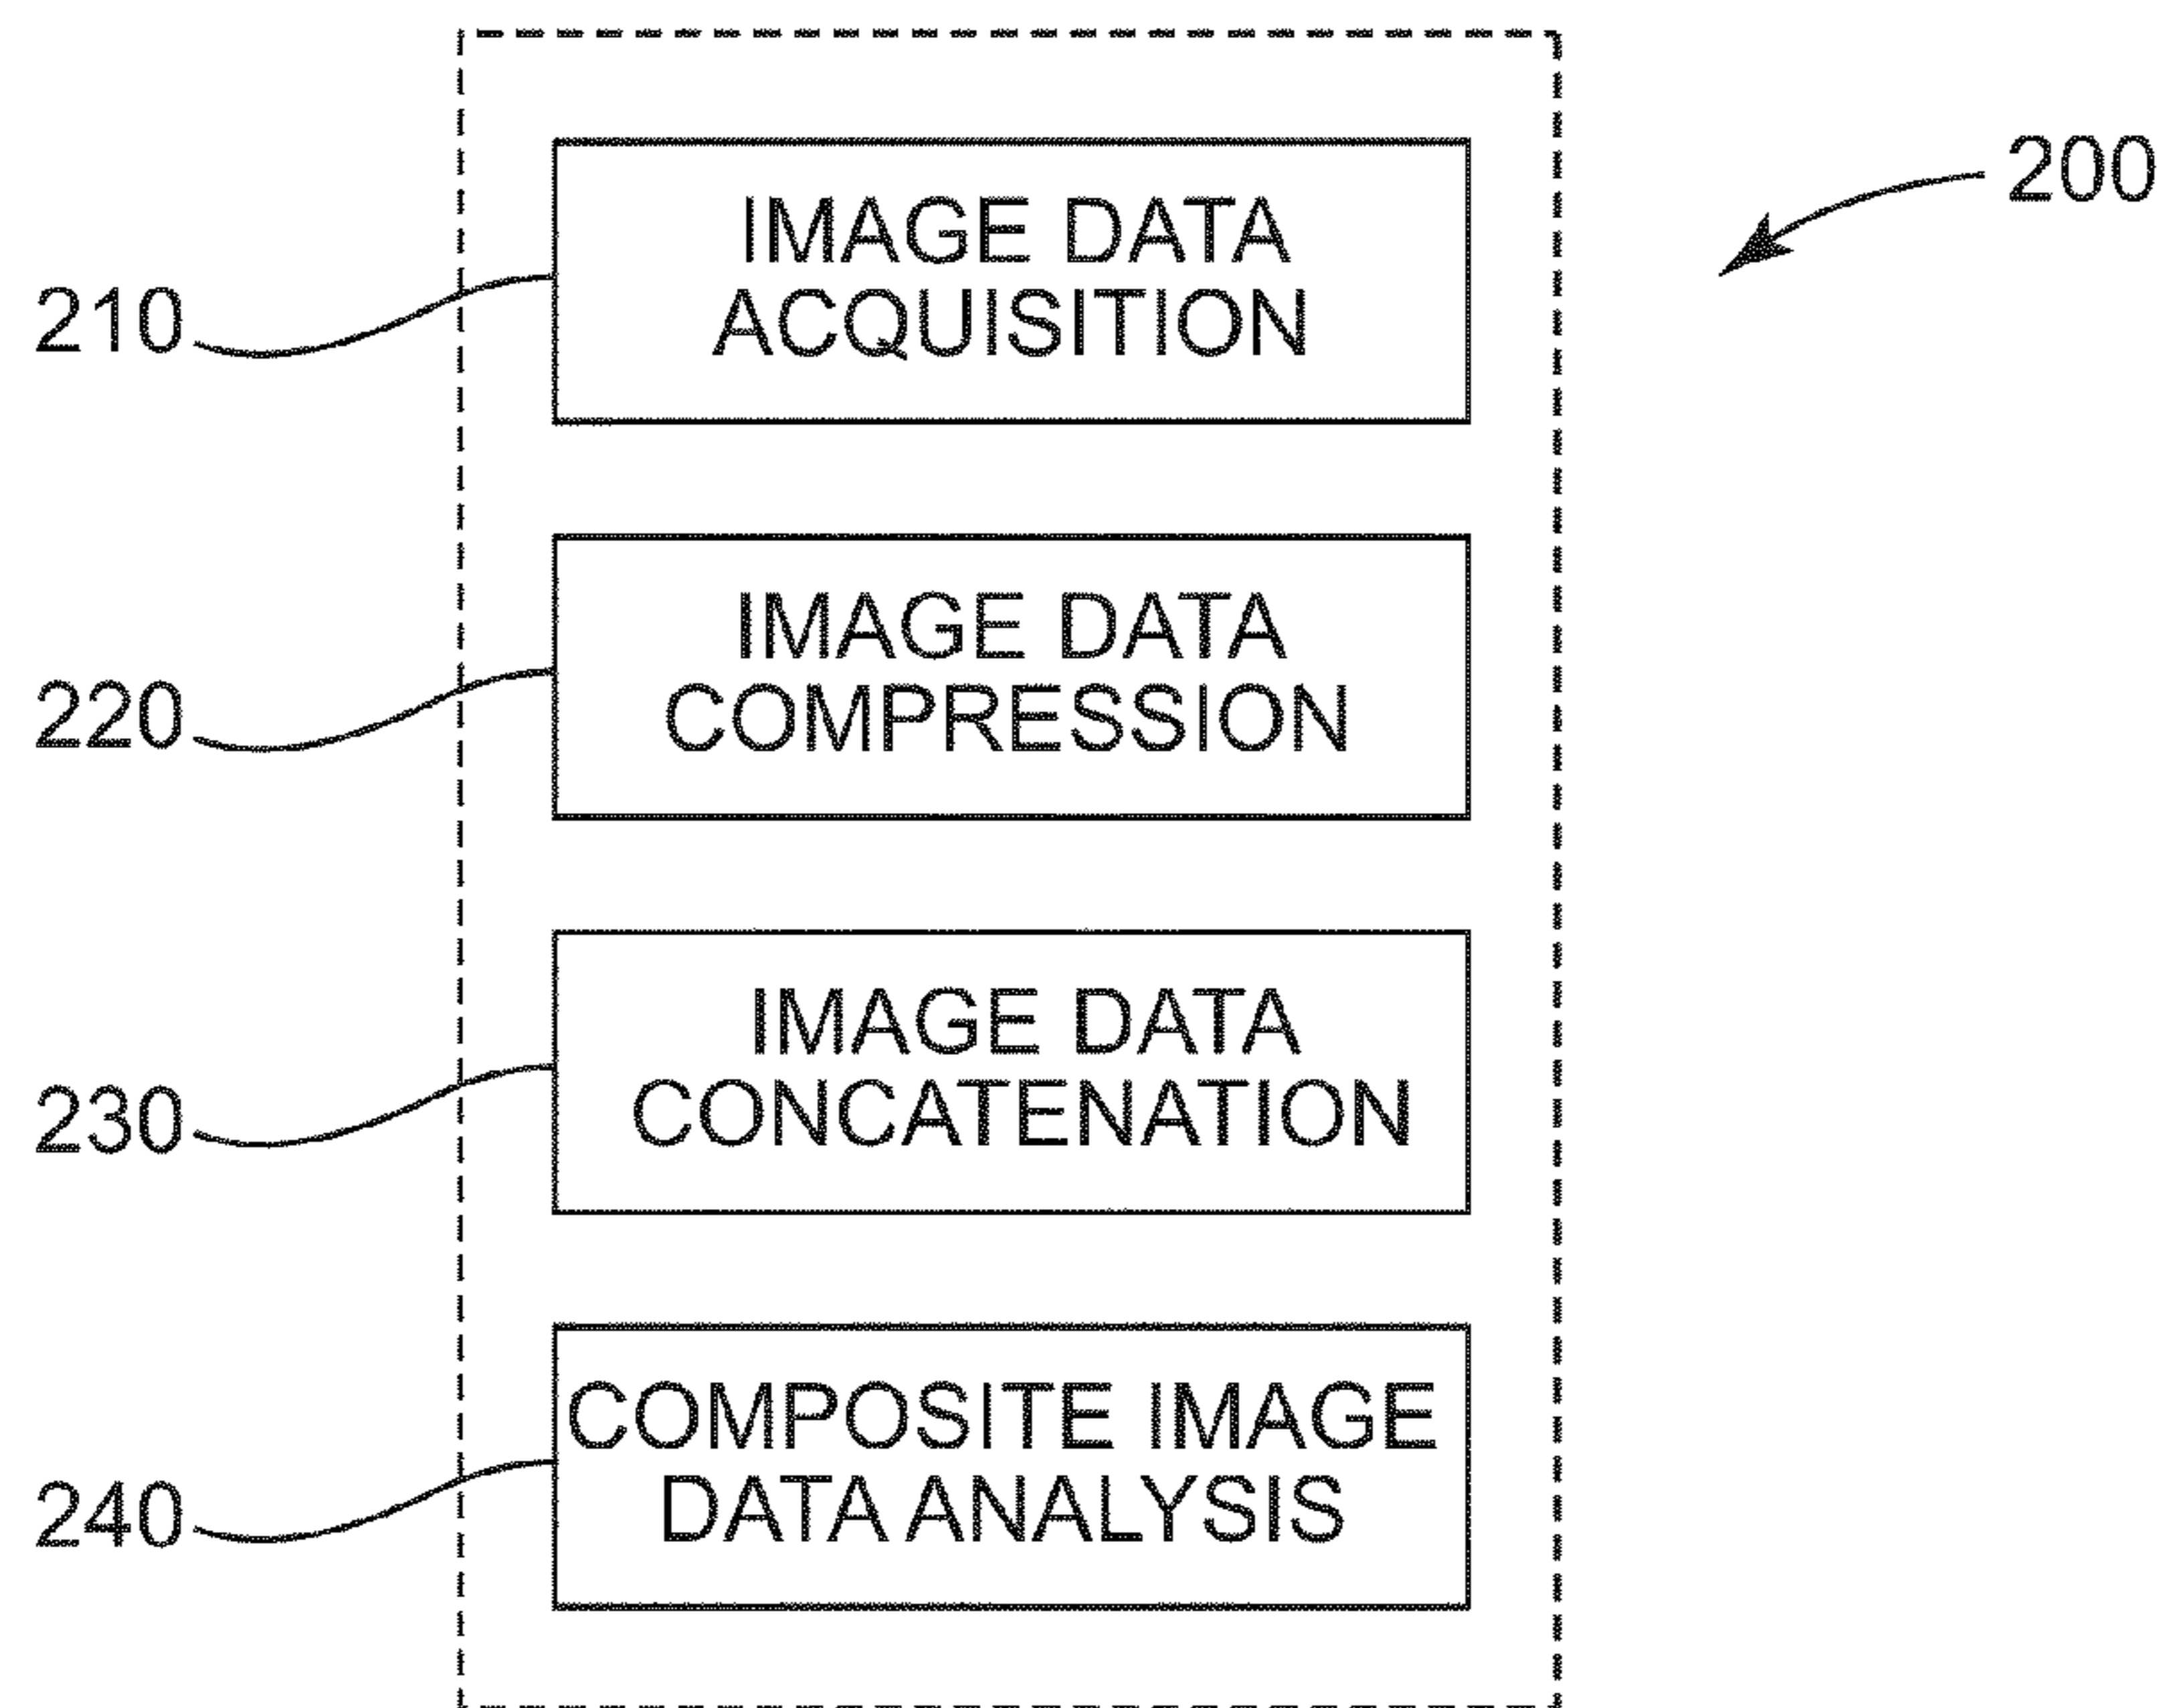 200
210
IMAGE DATA
ACQUISITION
220
IMAGE DATA
COMPRESSION
230
IMAGE DATA
CONCATENATION
240
COMPOSITE IMAGE
DATA ANALYSIS